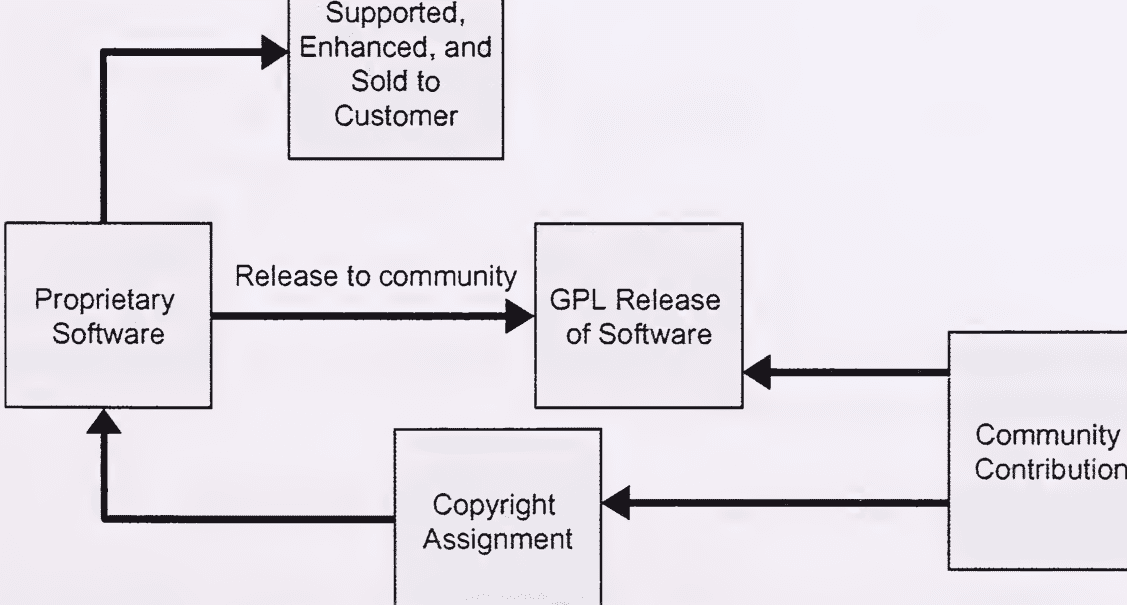 Supported,
Enhanced, and
Sold to
Customer
Release to community
Proprietary
Software
GPL Release
of Software
Community
Contribution
Copyright
Assignment